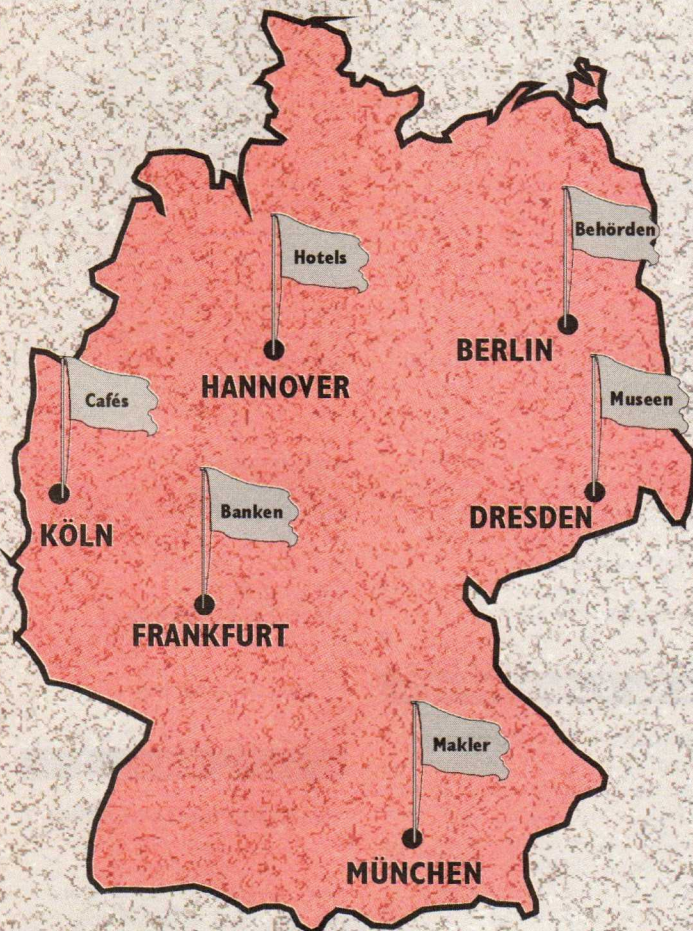 Behörden
Hotels
BERLIN
HANNOVER
Museen
Cafés
Banken
DRESDEN
KÖLN
FRANKFURT
Makler
MÜNCHEN